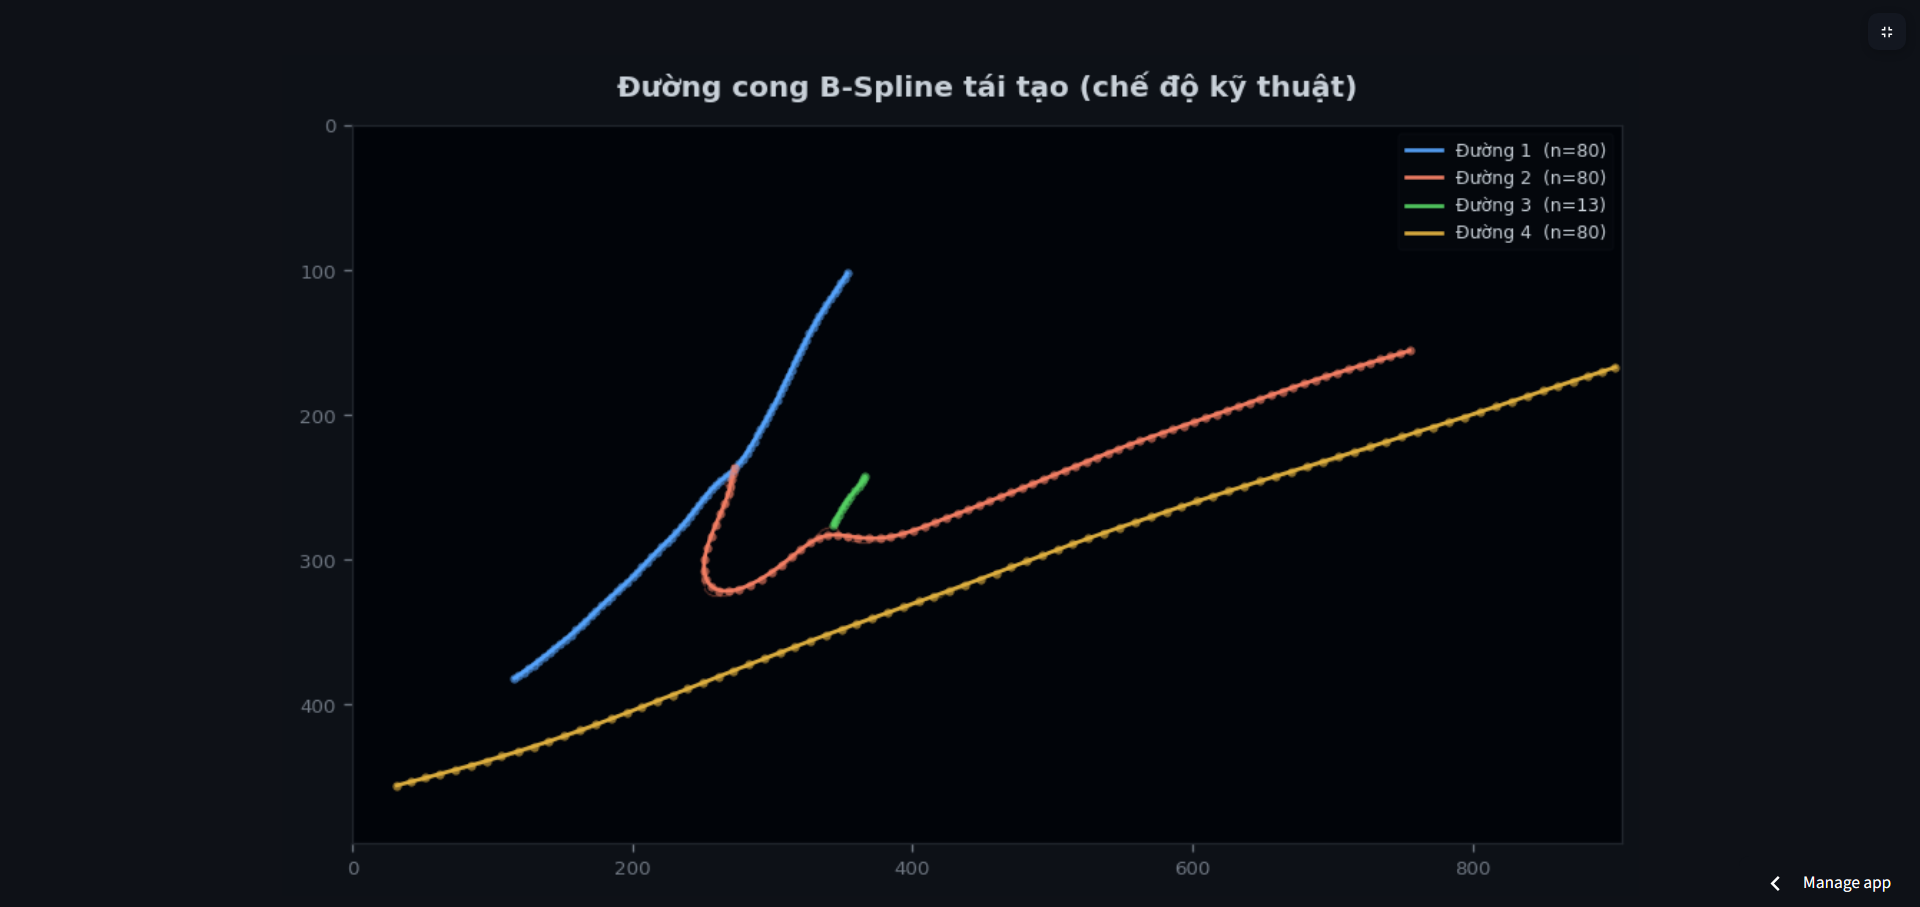 Đường cong B-Spline tái tạo (chế độ kỹ thuật)
0
100
200
300
400
Đường 1 (n=80)
Đường 2 (n=80)
Đường 3 (n=13)
Đường 4 (n=80)
0
200
400
600
800
Manage app